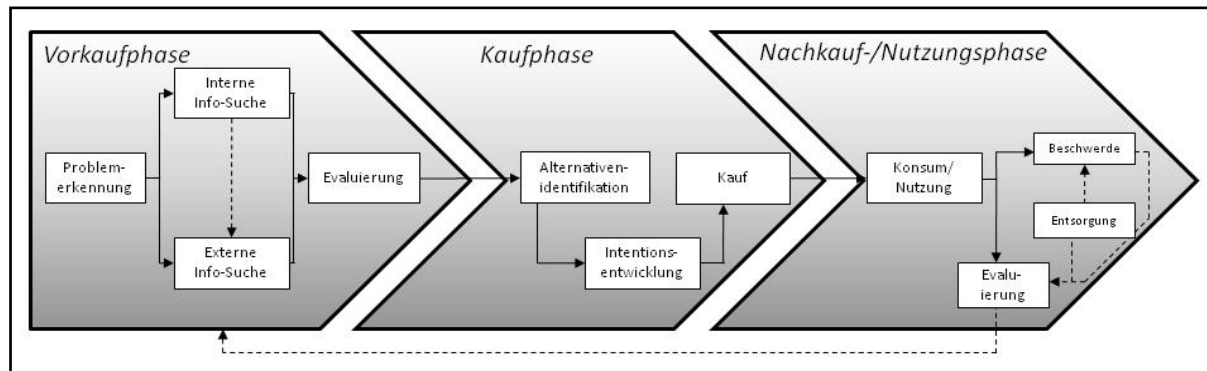 Vorkaufphase
Interne
Info-Suche
Problem-
erkennung
Evaluierung
Externe
Info-Suche
Kaufphase
Alternativen-
identifikation
Kauf
Intentions-
entwicklung
Nachkauf-/Nutzungsphase
Konsum/
Nutzung
Beschwerde
Entsorgung
Evalu-
ierung